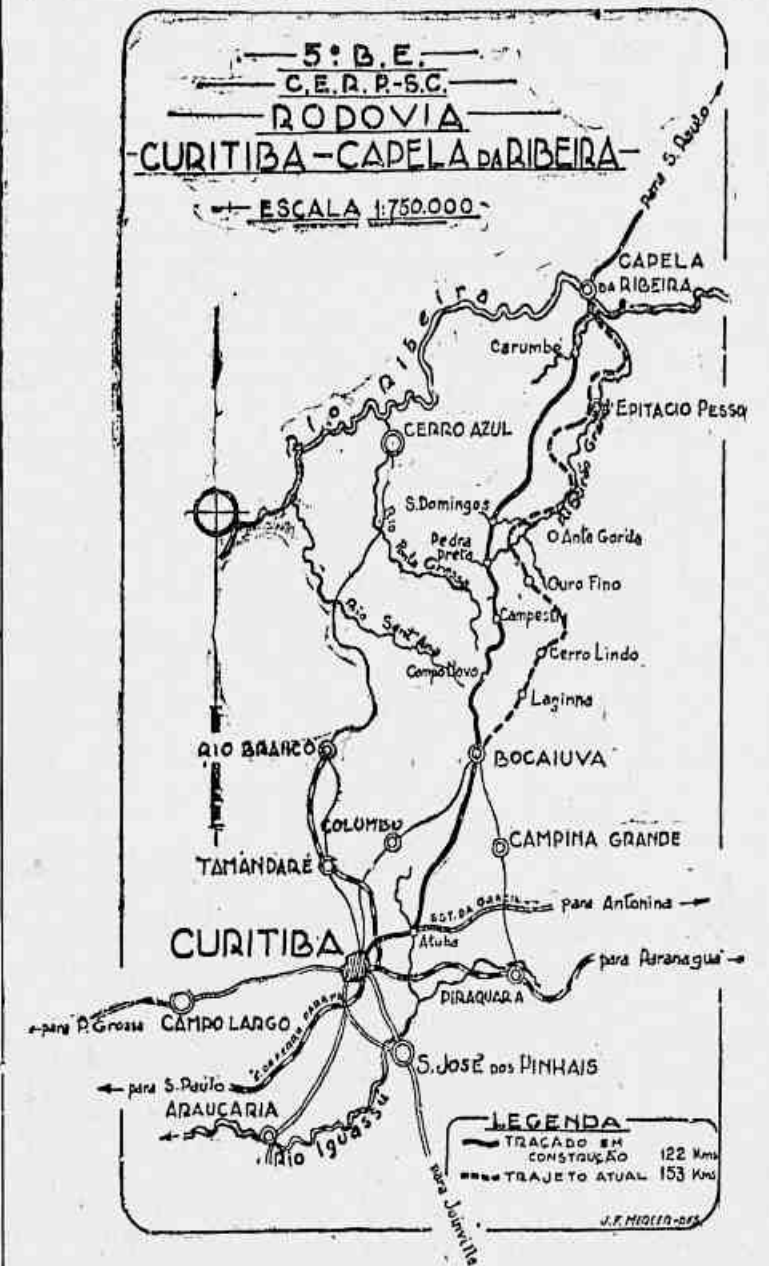 5º B.E.
C.E.R.P.-S.C.
RODOVIA
-CURITIBA-CAPELA DA RIBEIRA-
ESCALA 1:750.000
para S. Paulo
CAPELA
DA RIBEIRA
Rio Ribeira
Carumbé
EPITACIO PESSOA
CERRO AZUL
Grande
S. Domingos
Anta Gorda
Pedra
preta
Rio Ponta Grossa
Ouro Fino
Campestre
Rio Sant'Ana
Cerro Lindo
Campo Novo
Laginha
RIO BRANCO
BOCAIUVA
COLUMBO
CAMPINA GRANDE
TAMANDARÉ
EST. DA
para Antonina
CURITIBA
Atuba
para Paranaguá
PIRAQUARA
para P. Grossa
CAMPO LARGO
S. JOSÉ DOS PINHAIS
para S. Paulo
ARAUCARIA
Rio Iguassú
para Joinville
LEGENDA
TRAÇADO EM
CONSTRUÇÃO 122 Kms
TRAJETO ATUAL 153 Kms